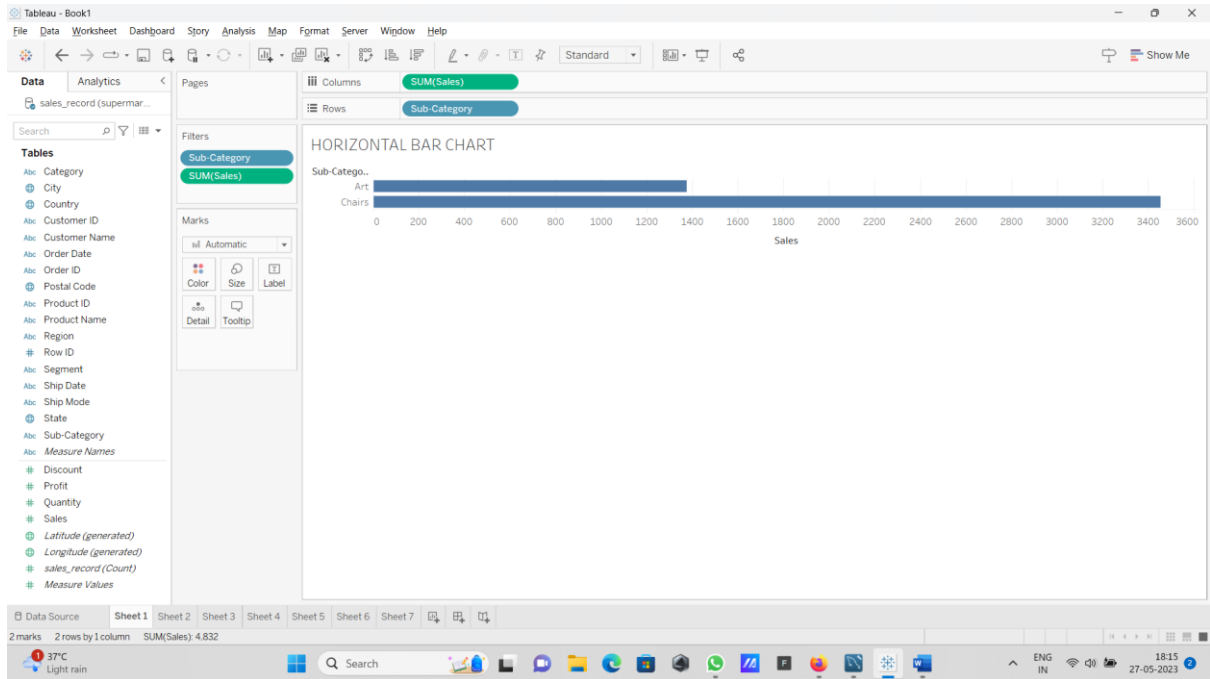 Tableau - Book1
File Data Worksheet Dashboard Story Analysis Map Format Server Window Help
Standard
Show Me
Data Analytics
Pages
Columns SUM(Sales)
sales_record (supermar...
Rows Sub-Category
Search
Filters
Sub-Category
SUM(Sales)
Tables
Abc Category
City
Country
Abc Customer ID
Abc Customer Name
Abc Order Date
Abc Order ID
Postal Code
Abc Product ID
Abc Product Name
Abc Region
# Row ID
Abc Segment
Abc Ship Date
Abc Ship Mode
State
Abc Sub-Category
Abc Measure Names
# Discount
# Profit
# Quantity
# Sales
Latitude (generated)
Longitude (generated)
# sales_record (Count)
# Measure Values
Marks
Automatic
Color Size Label
Detail Tooltip
HORIZONTAL BAR CHART
Sub-Catego..
Art
Chairs
0 200 400 600 800 1000 1200 1400 1600 1800 2000 2200 2400 2600 2800 3000 3200 3400 3600
Sales
Data Source Sheet 1 Sheet 2 Sheet 3 Sheet 4 Sheet 5 Sheet 6 Sheet 7
2 marks 2 rows by 1 column SUM(Sales): 4,832
1 37°C
Light rain
Search
ENG
IN
18:15
27-05-2023
2